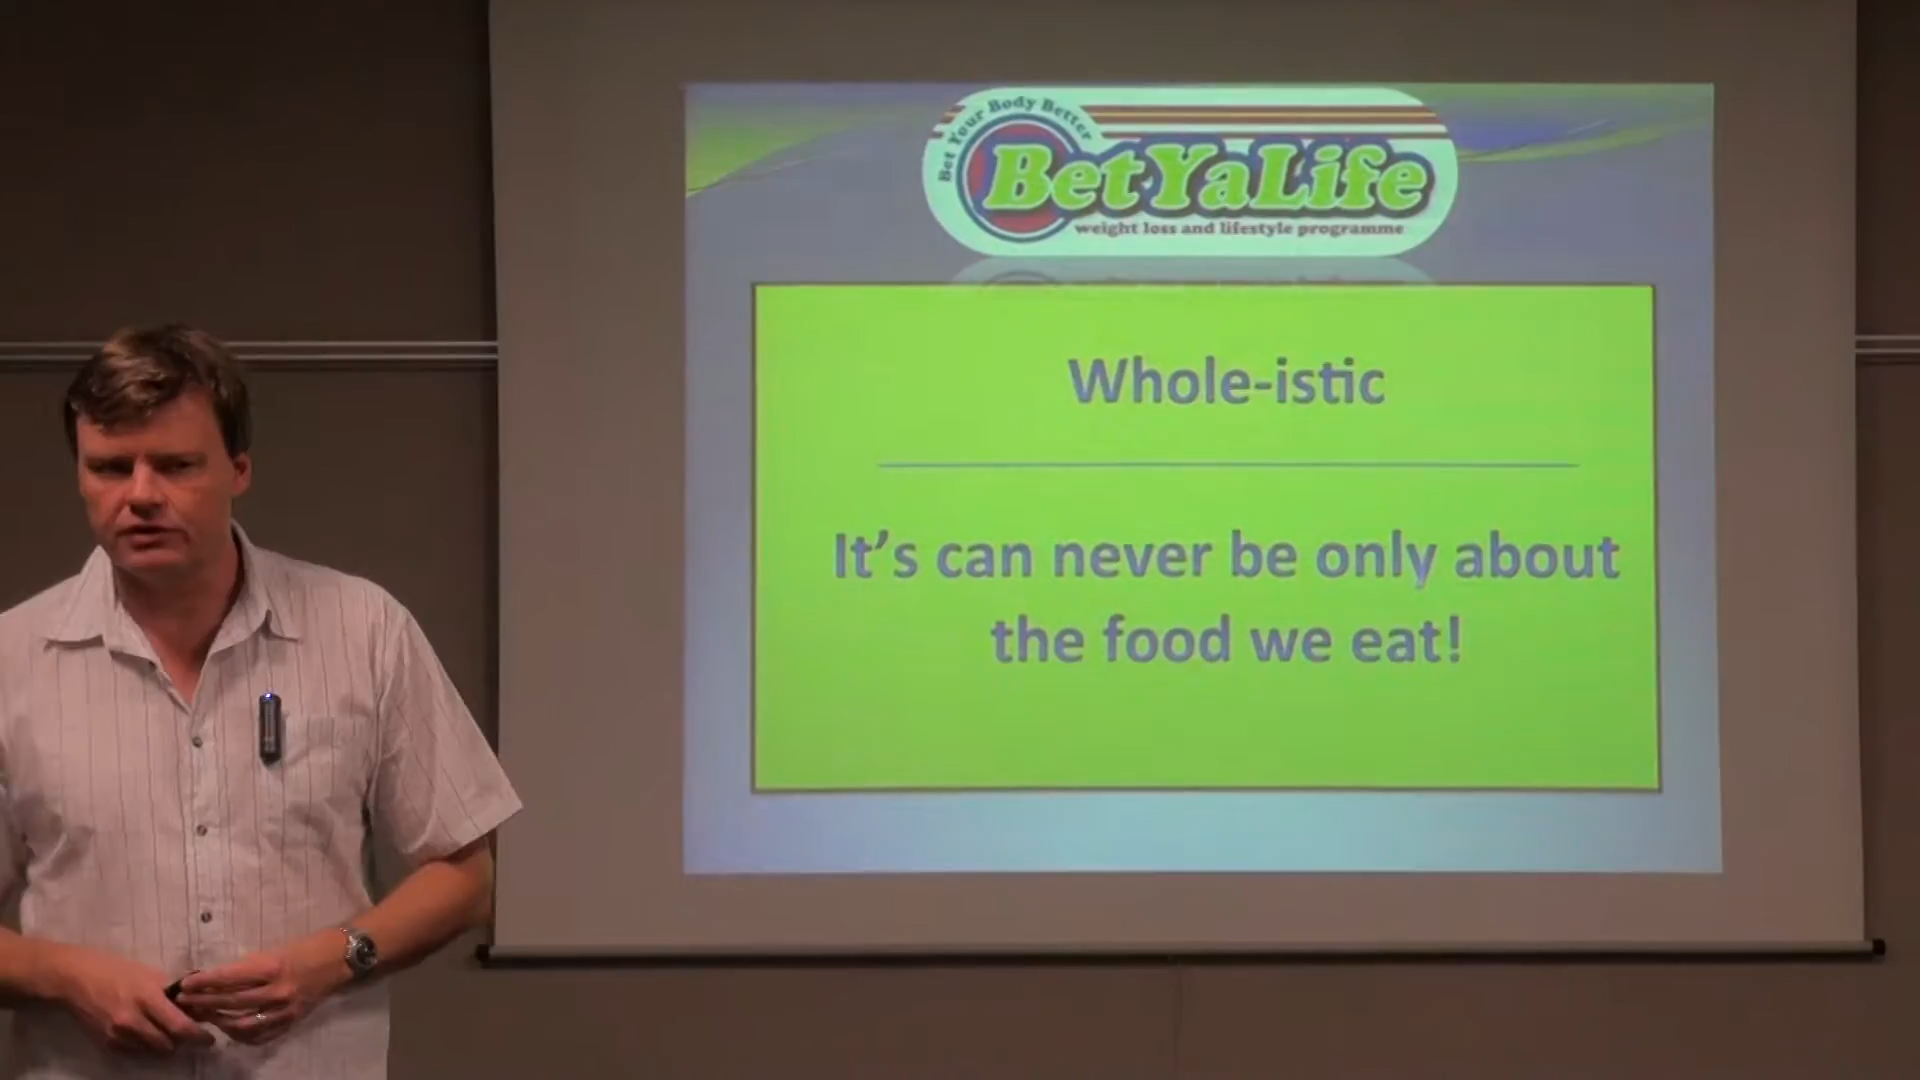 Bet Your Body Better
BetYaLife
weight loss and lifestyle programme
Whole-istic
It’s can never be only about
the food we eat!